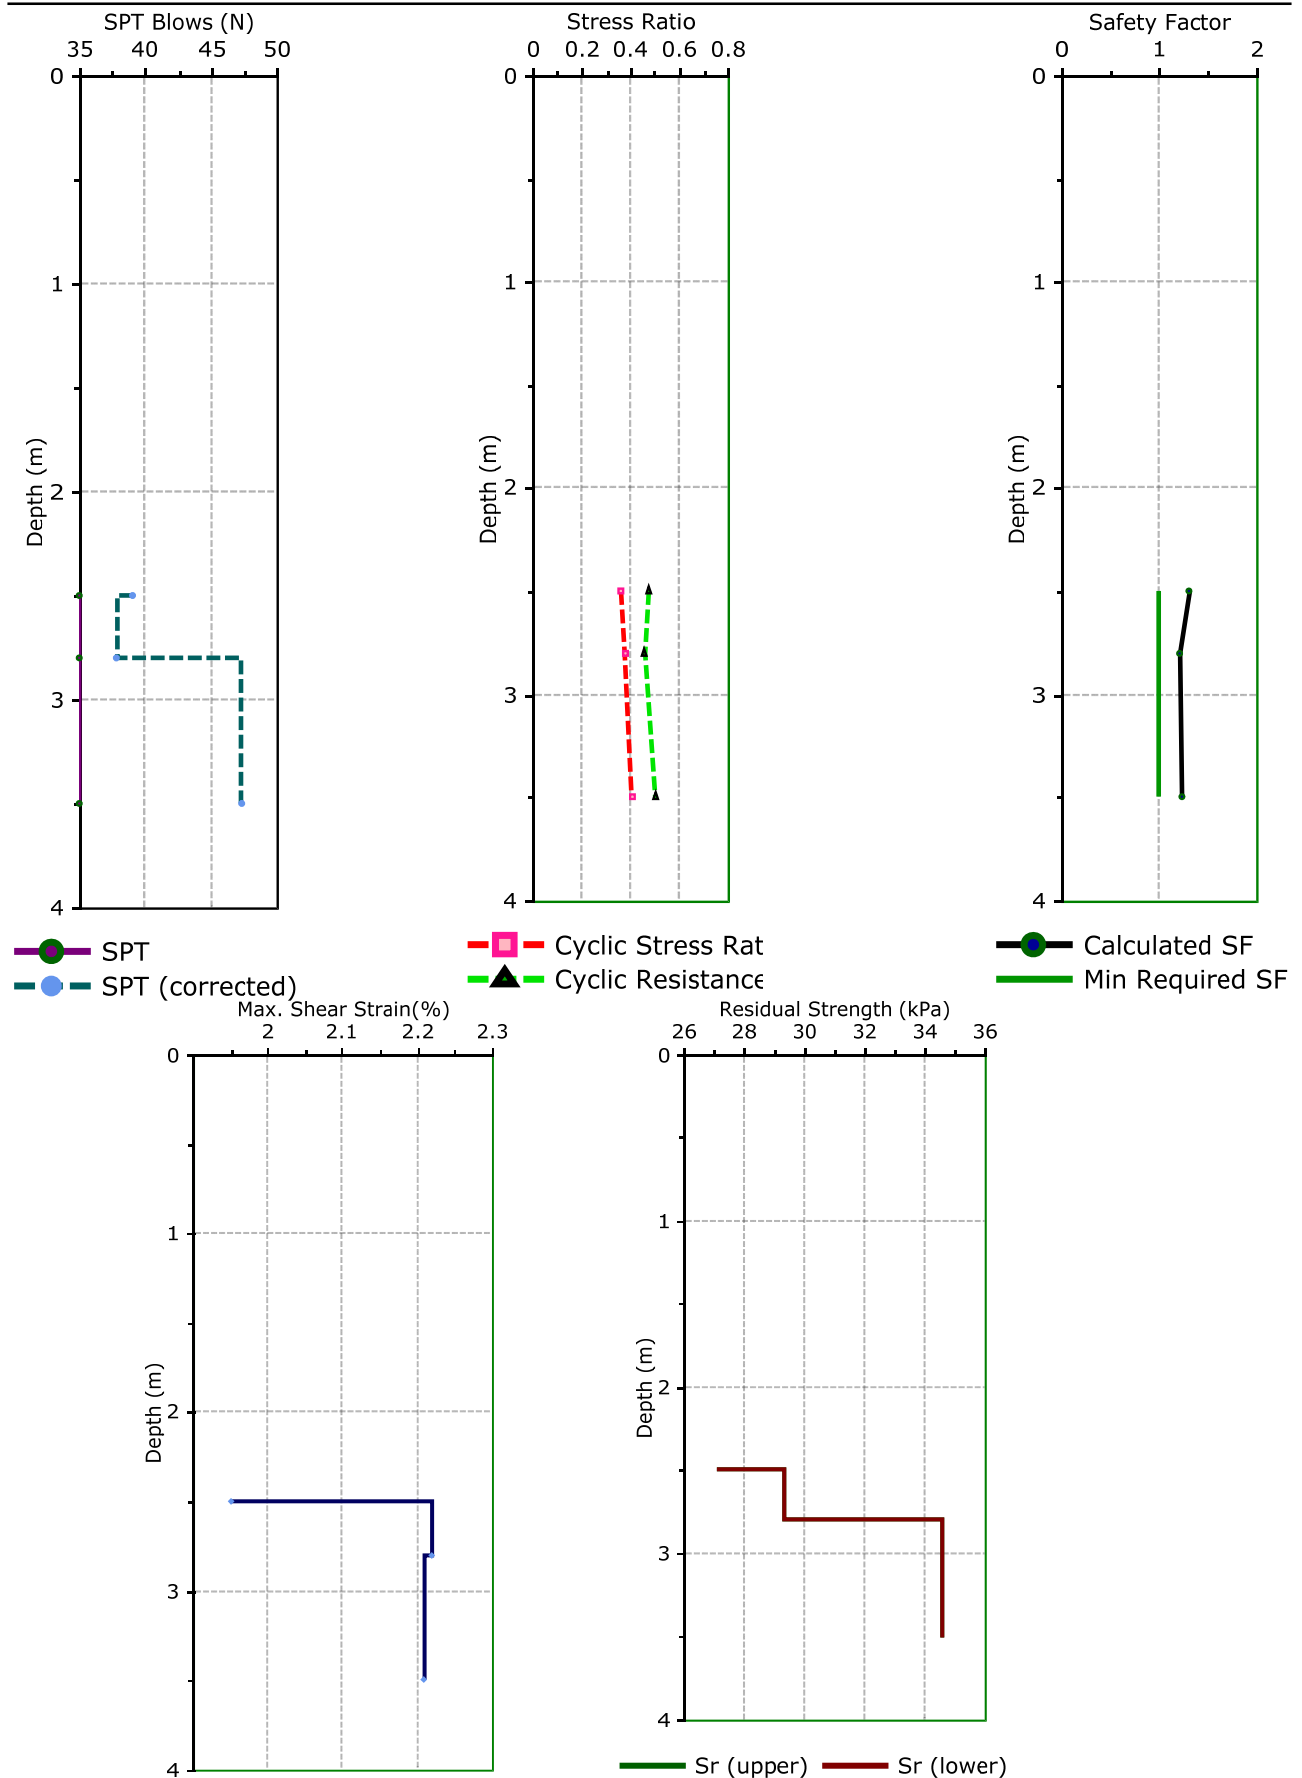 SPT Blows (N)
35 40 45 50
0
1
2
3
4
Depth (m)
SPT
SPT (corrected)
Stress Ratio
0 0.2 0.4 0.6 0.8
0
1
2
3
4
Depth (m)
Cyclic Stress Rat
Cyclic Resistance
Safety Factor
0 1 2
0
1
2
3
4
Depth (m)
Calculated SF
Min Required SF
Max. Shear Strain(%)
2 2.1 2.2 2.3
0
1
2
3
4
Depth (m)
Residual Strength (kPa)
26 28 30 32 34 36
0
1
2
3
4
Depth (m)
Sr (upper) Sr (lower)